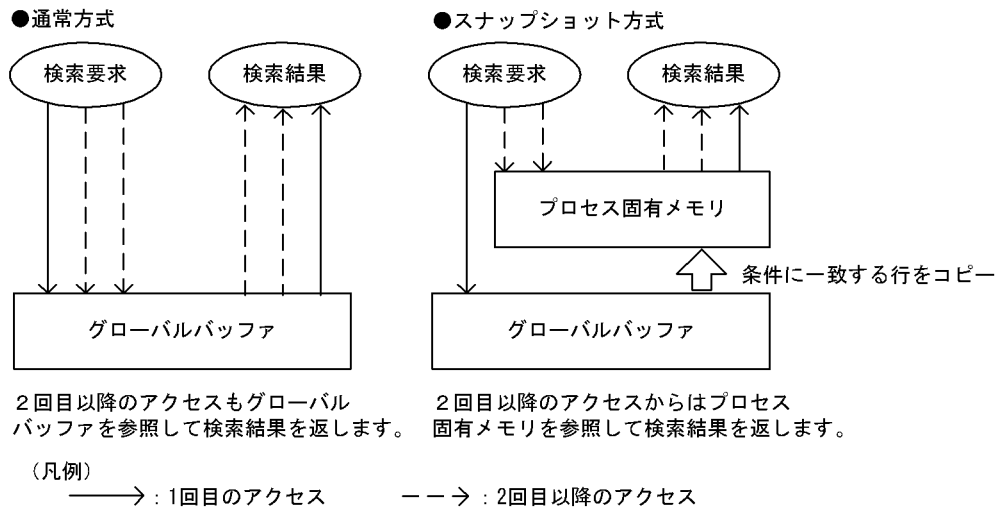 ●通常方式
検索要求
検索結果
グローバルバッファ
２回目以降のアクセスもグローバル
バッファを参照して検索結果を返します。
●スナップショット方式
検索要求
検索結果
プロセス固有メモリ
条件に一致する行をコピー
グローバルバッファ
２回目以降のアクセスからはプロセス
固有メモリを参照して検索結果を返します。
（凡例）
：1回目のアクセス
：2回目以降のアクセス